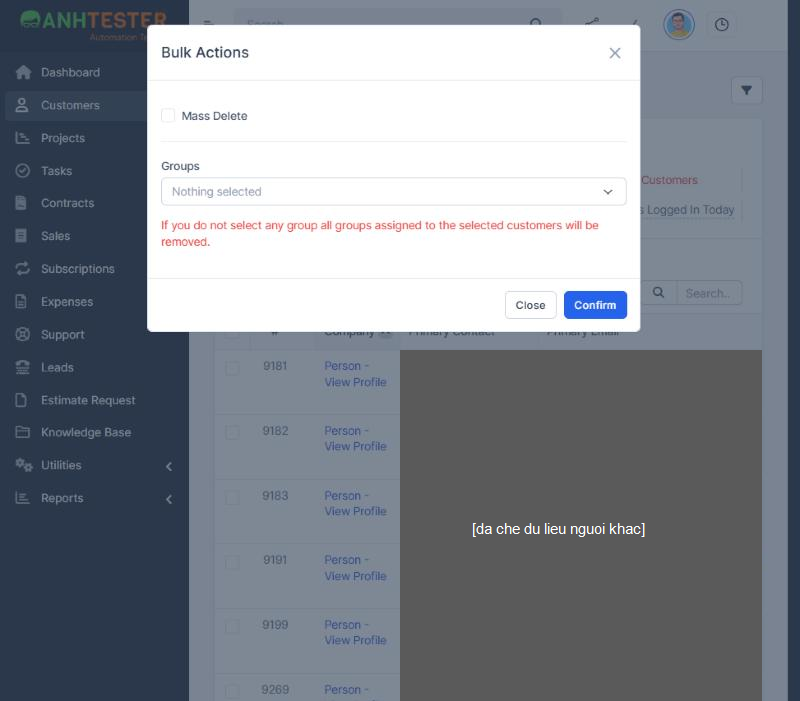 ANHTESTER
Automation Te
Search
Bulk Actions
Dashboard
Customers
Mass Delete
Projects
Groups
Tasks
Customers
Nothing selected
Contracts
s Logged In Today
If you do not select any group all groups assigned to the selected customers will be
removed.
Sales
Subscriptions
Expenses
Close
Confirm
Search..
Support
#
Company
Primary Contact
Primary Email
Leads
9181
Person -
View Profile
Estimate Request
Knowledge Base
9182
Person -
View Profile
Utilities
Reports
9183
Person -
View Profile
[da che du lieu nguoi khac]
9191
Person -
View Profile
9199
Person -
View Profile
9269
Person -